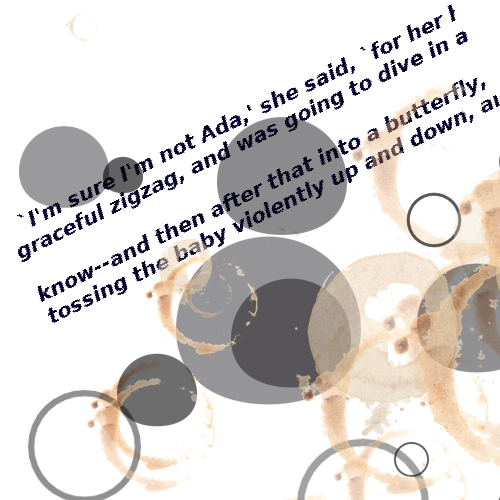 `I'm sure I'm not Ada,' she said, `for her
graceful zigzag, and was going to dive in a
know--and then after that into a butterfly,
tossing the baby violently up and down, au